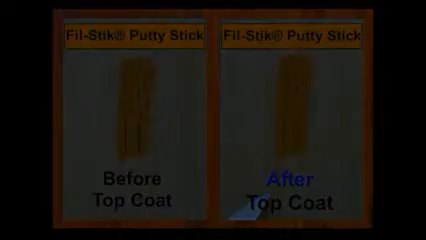 Fil-Stik® Putty Stick
Before
Top Coat
Fil-Stik® Putty Stick
After
Top Coat